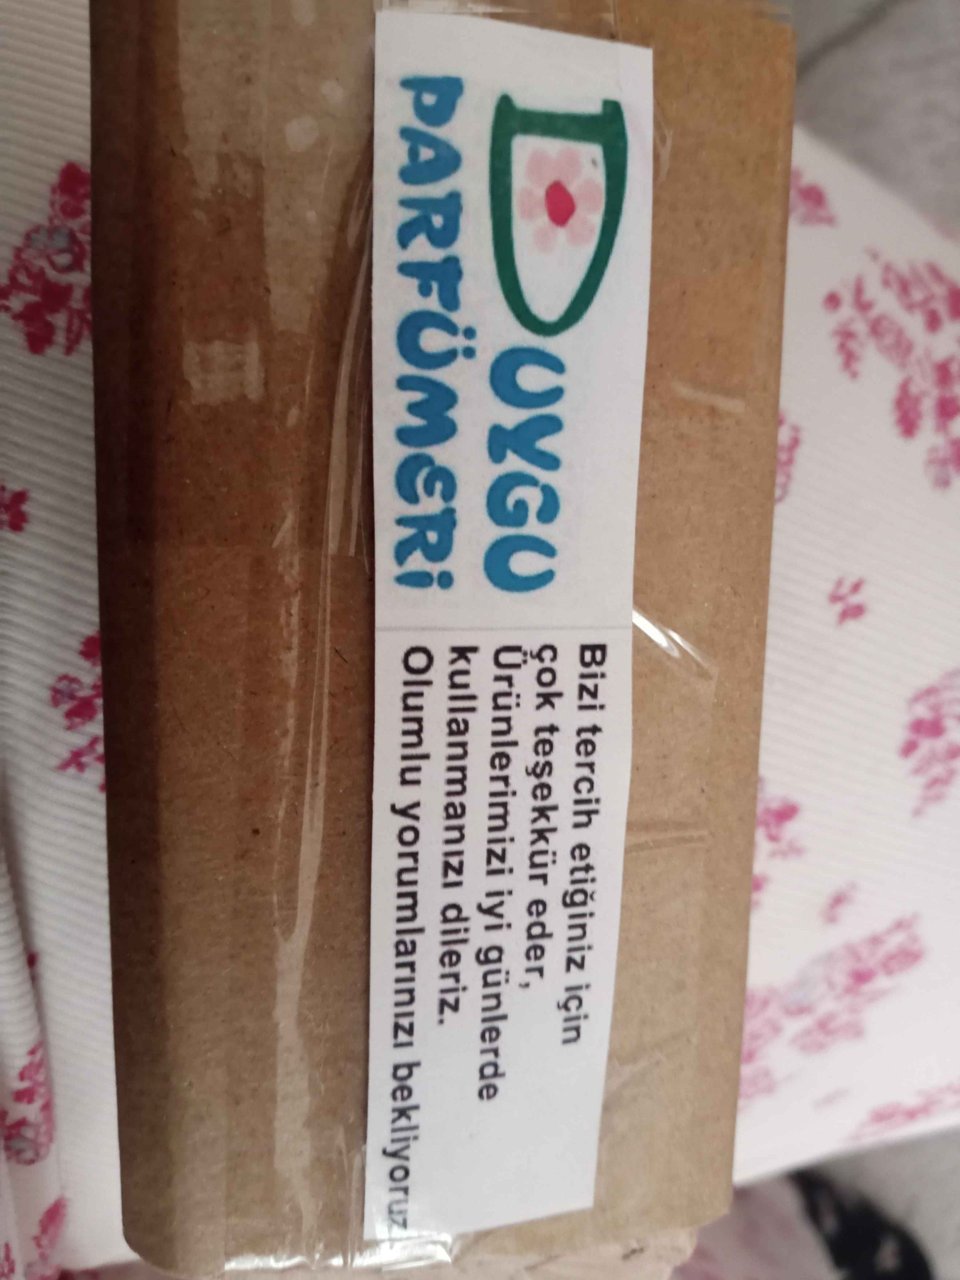 DUYGU
PARFÜMERİ
Bizi tercih etiğiniz için
çok teşekkür eder,
Ürünlerimizi iyi günlerde
kullanmanızı dileriz.
Olumlu yorumlarınızı bekliyoruz